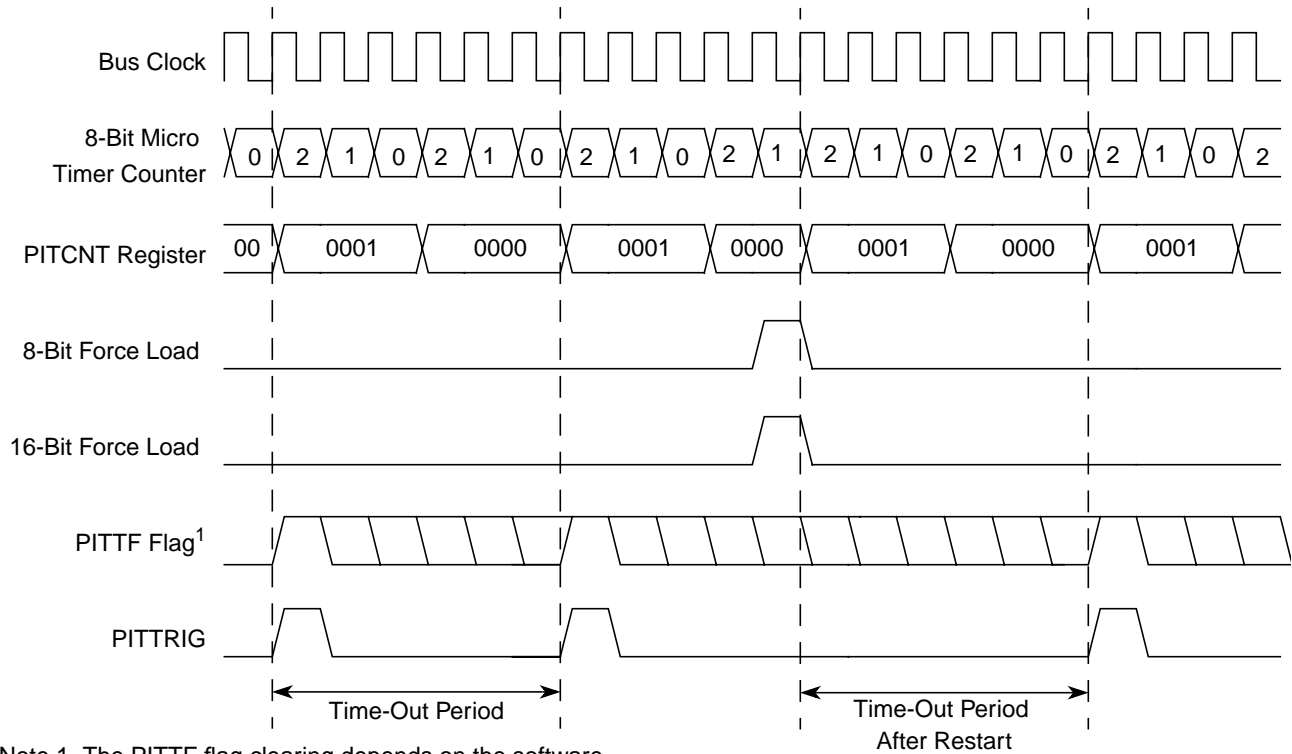 Bus Clock
8-Bit Micro
Timer Counter
0 2 1 0 2 1 0 2 1 0 2 1 2 1 0 2 1 0 2 1 0 2
PITCNT Register 00 0001 0000 0001 0000 0001 0000 0001
8-Bit Force Load
16-Bit Force Load
PITTF Flag1
PITTRIG
Time-Out Period
Time-Out Period
After Restart
Note 1. The PITTF flag clearing depends on the software